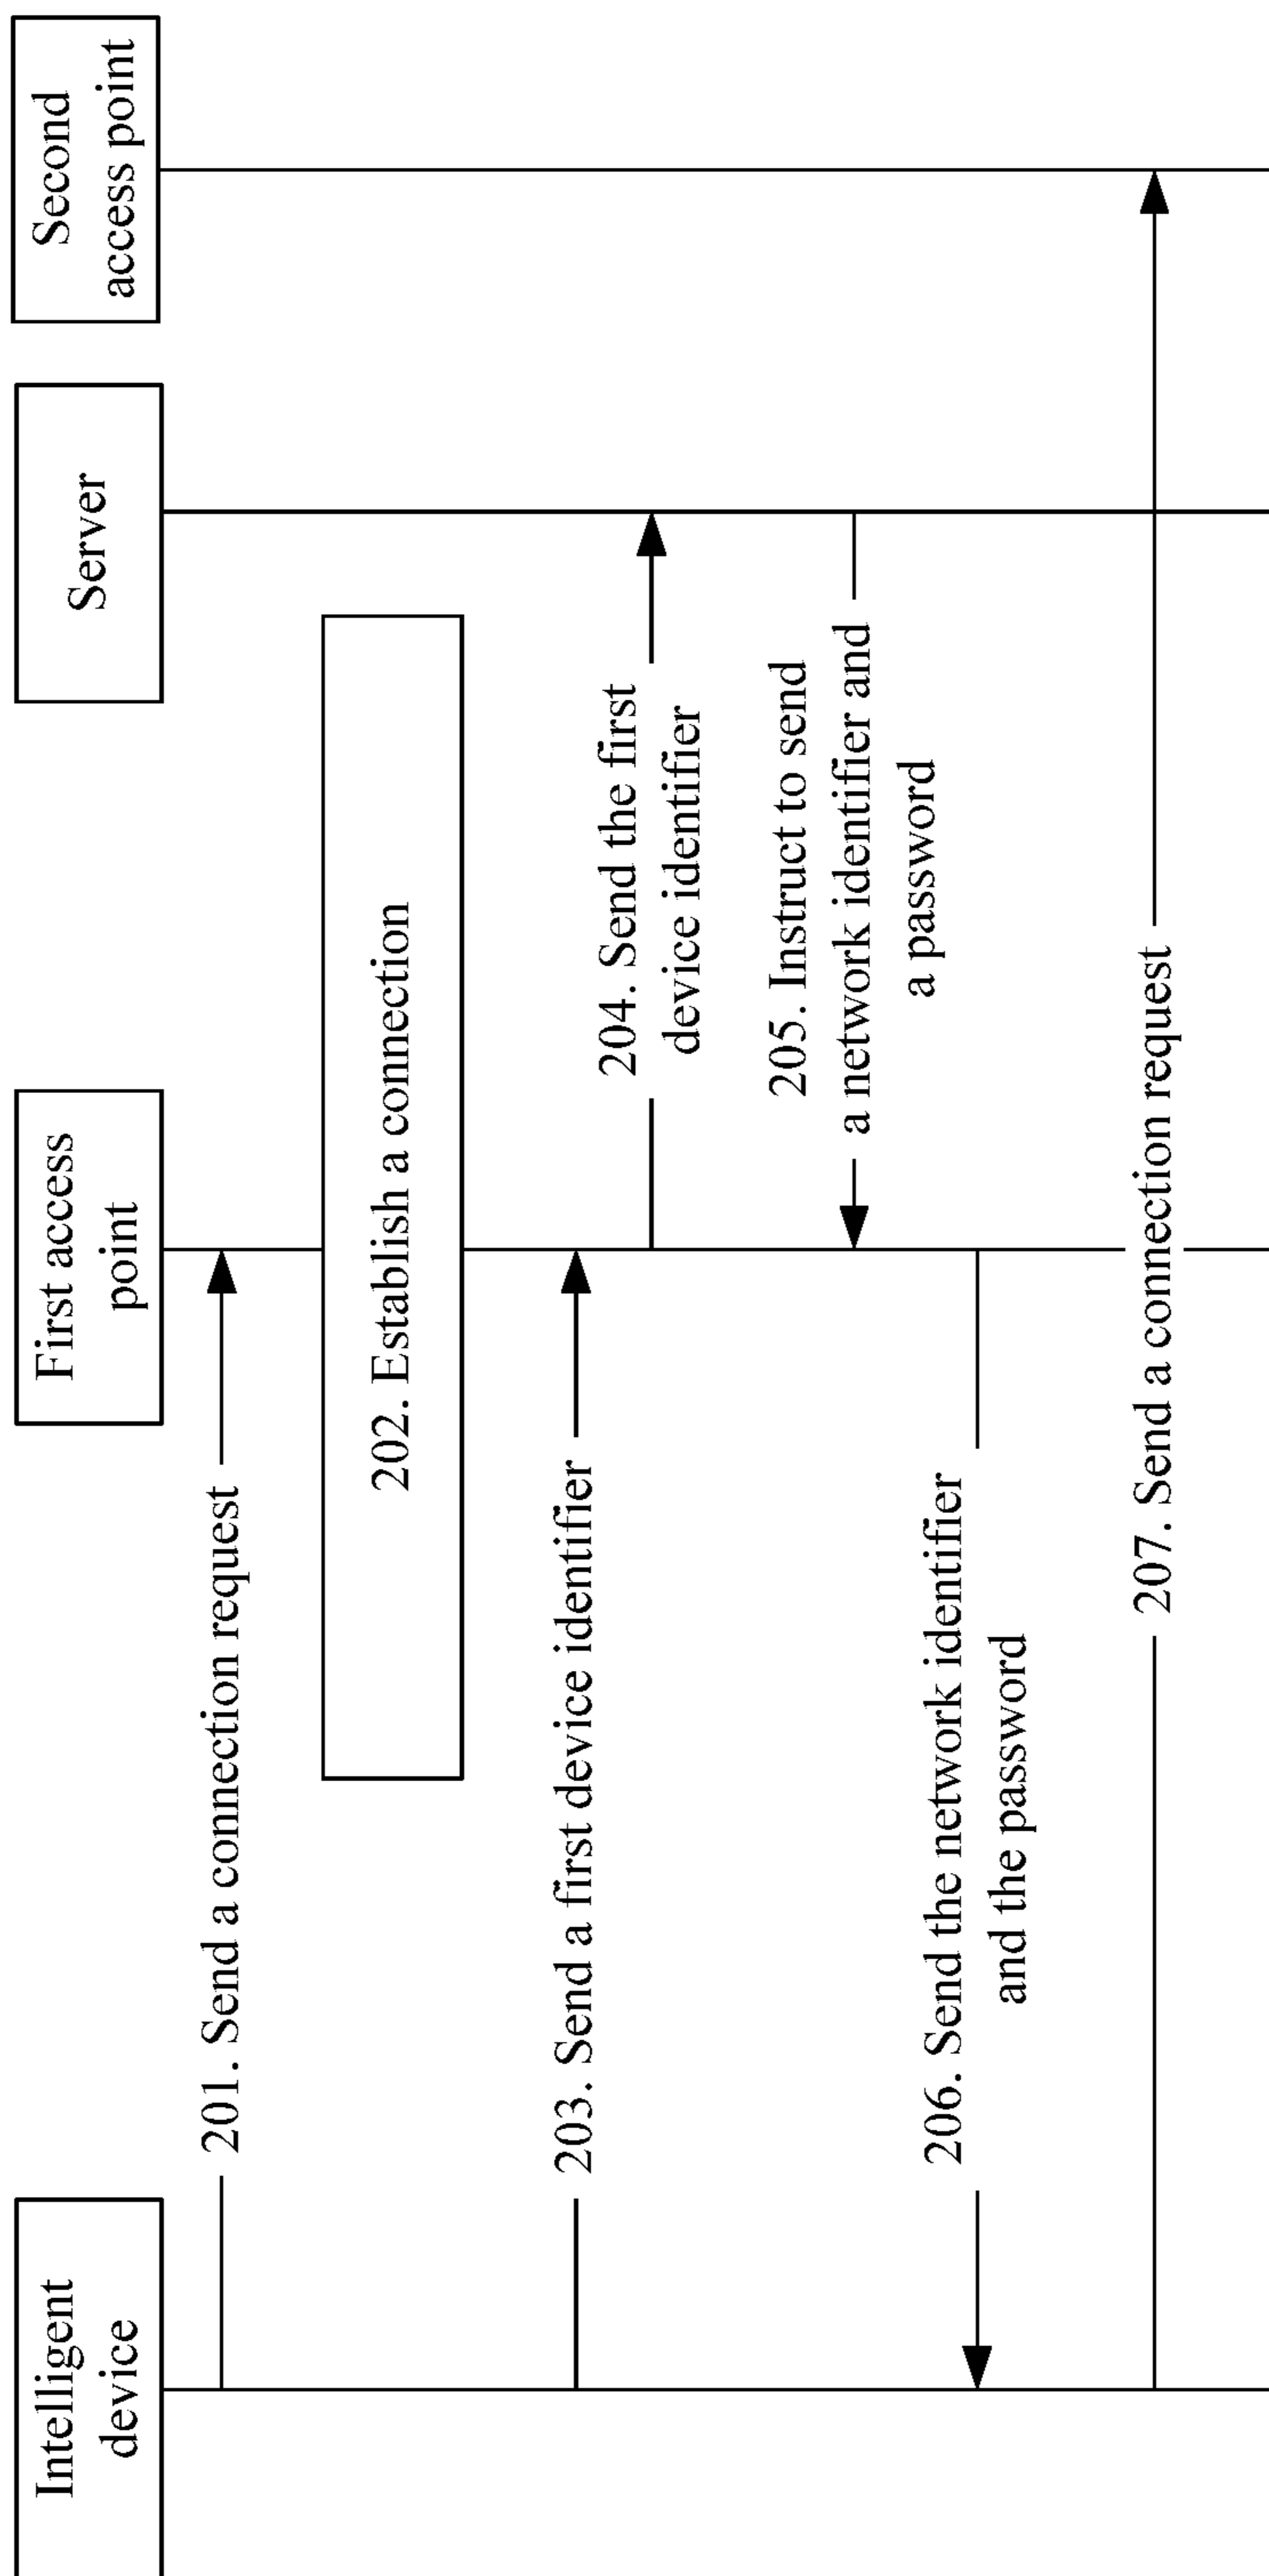 Intelligent
device
First access
point
Server
Second
access point
201. Send a connection request
202. Establish a connection
203. Send a first device identifier
204. Send the first
device identifier
205. Instruct to send
a network identifier and
a password
206. Send the network identifier
and the password
207. Send a connection request